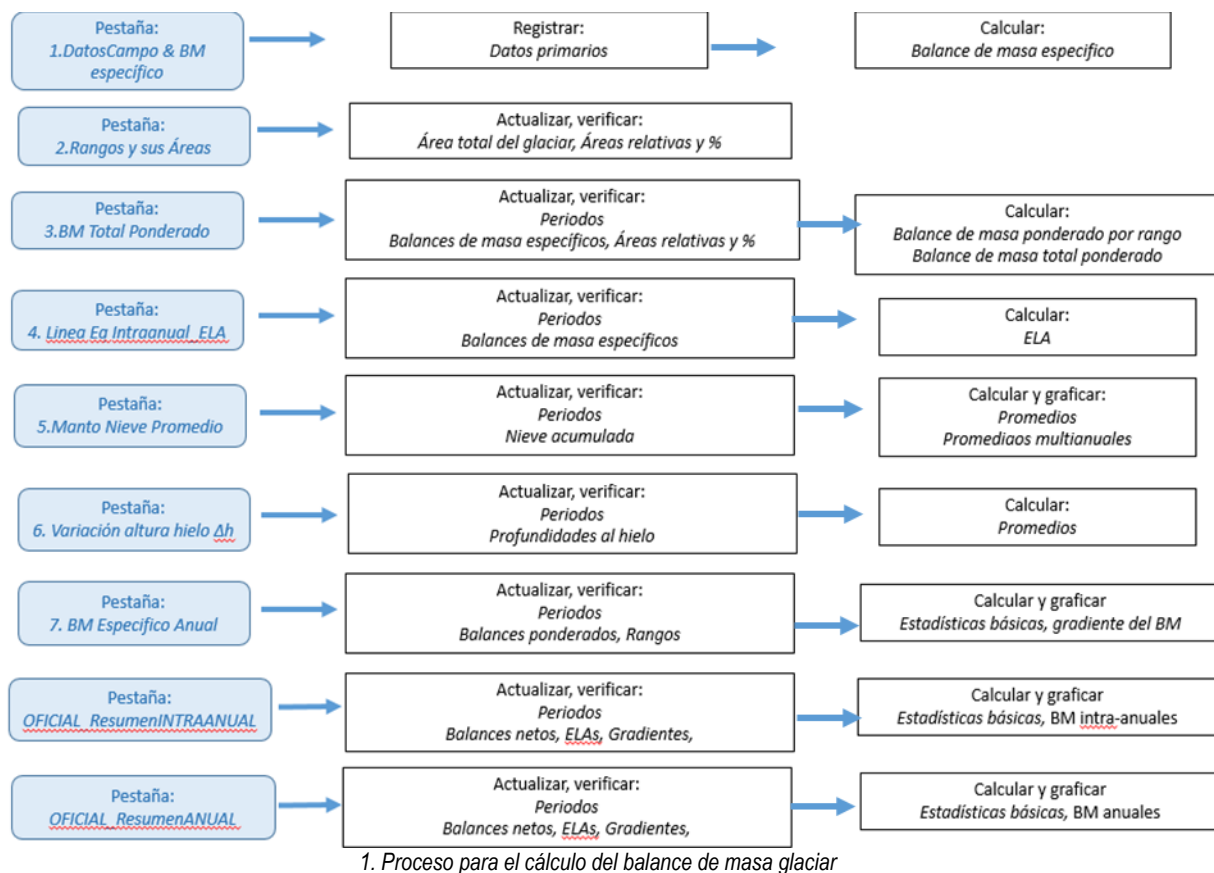 Pestaña:
1.DatosCampo & BM
específico
Registrar:
Datos primarios
Calcular:
Balance de masa especifico
Pestaña:
2.Rangos y sus Áreas
Actualizar, verificar:
Área total del glaciar, Áreas relativas y %
Pestaña:
3.BM Total Ponderado
Actualizar, verificar:
Periodos
Balances de masa específicos, Áreas relativas y %
Calcular:
Balance de masa ponderado por rango
Balance de masa total ponderado
Pestaña:
4. Linea Eq Intraanual_ELA
Actualizar, verificar:
Periodos
Balances de masa específicos
Calcular:
ELA
Pestaña:
5.Manto Nieve Promedio
Actualizar, verificar:
Periodos
Nieve acumulada
Calcular y graficar:
Promedios
Promediaos multianuales
Pestaña:
6. Variación altura hielo Δh
Actualizar, verificar:
Periodos
Profundidades al hielo
Calcular:
Promedios
Pestaña:
7. BM Especifico Anual
Actualizar, verificar:
Periodos
Balances ponderados, Rangos
Calcular y graficar
Estadísticas básicas, gradiente del BM
Pestaña:
OFICIAL_ResumenINTRAANUAL
Actualizar, verificar:
Periodos
Balances netos, ELAs, Gradientes,
Calcular y graficar
Estadísticas básicas, BM intra-anuales
Pestaña:
OFICIAL_ResumenANUAL
Actualizar, verificar:
Periodos
Balances netos, ELAs, Gradientes,
Calcular y graficar
Estadísticas básicas, BM anuales
1. Proceso para el cálculo del balance de masa glaciar